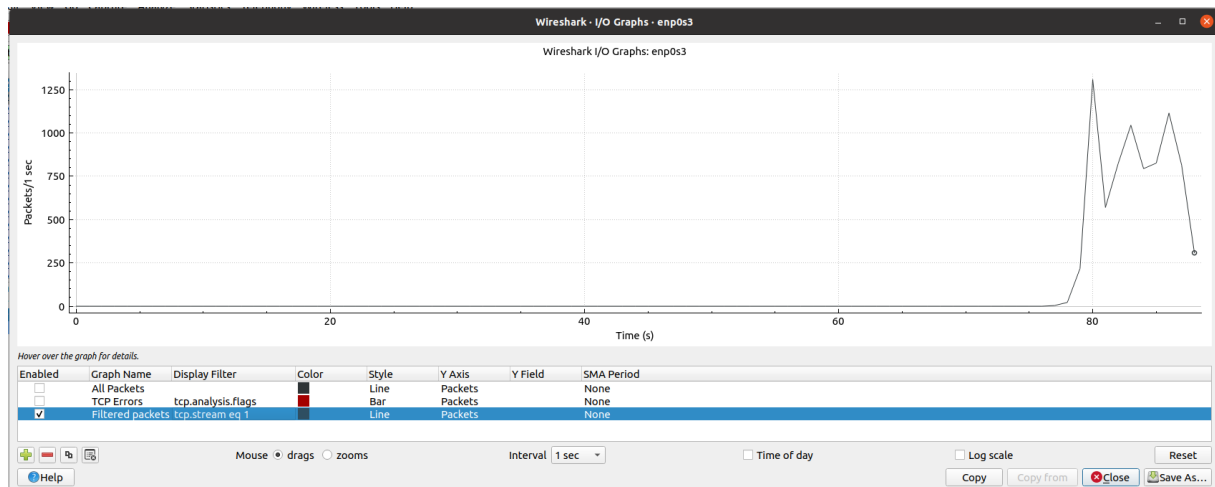 Wireshark · I/O Graphs · enp0s3
Wireshark I/O Graphs: enp0s3
1250
1000
750
500
250
0
Packets/1 sec
0 20 40 60 80
Time (s)
Hover over the graph for details.
Enabled Graph Name Display Filter Color Style Y Axis Y Field SMA Period
All Packets Line Packets None
TCP Errors tcp.analysis.flags Bar Packets None
Filtered packets tcp.stream eq 1 Line Packets None
Mouse drags zooms Interval 1 sec Time of day Log scale Reset
Help Copy Copy from Close Save As...